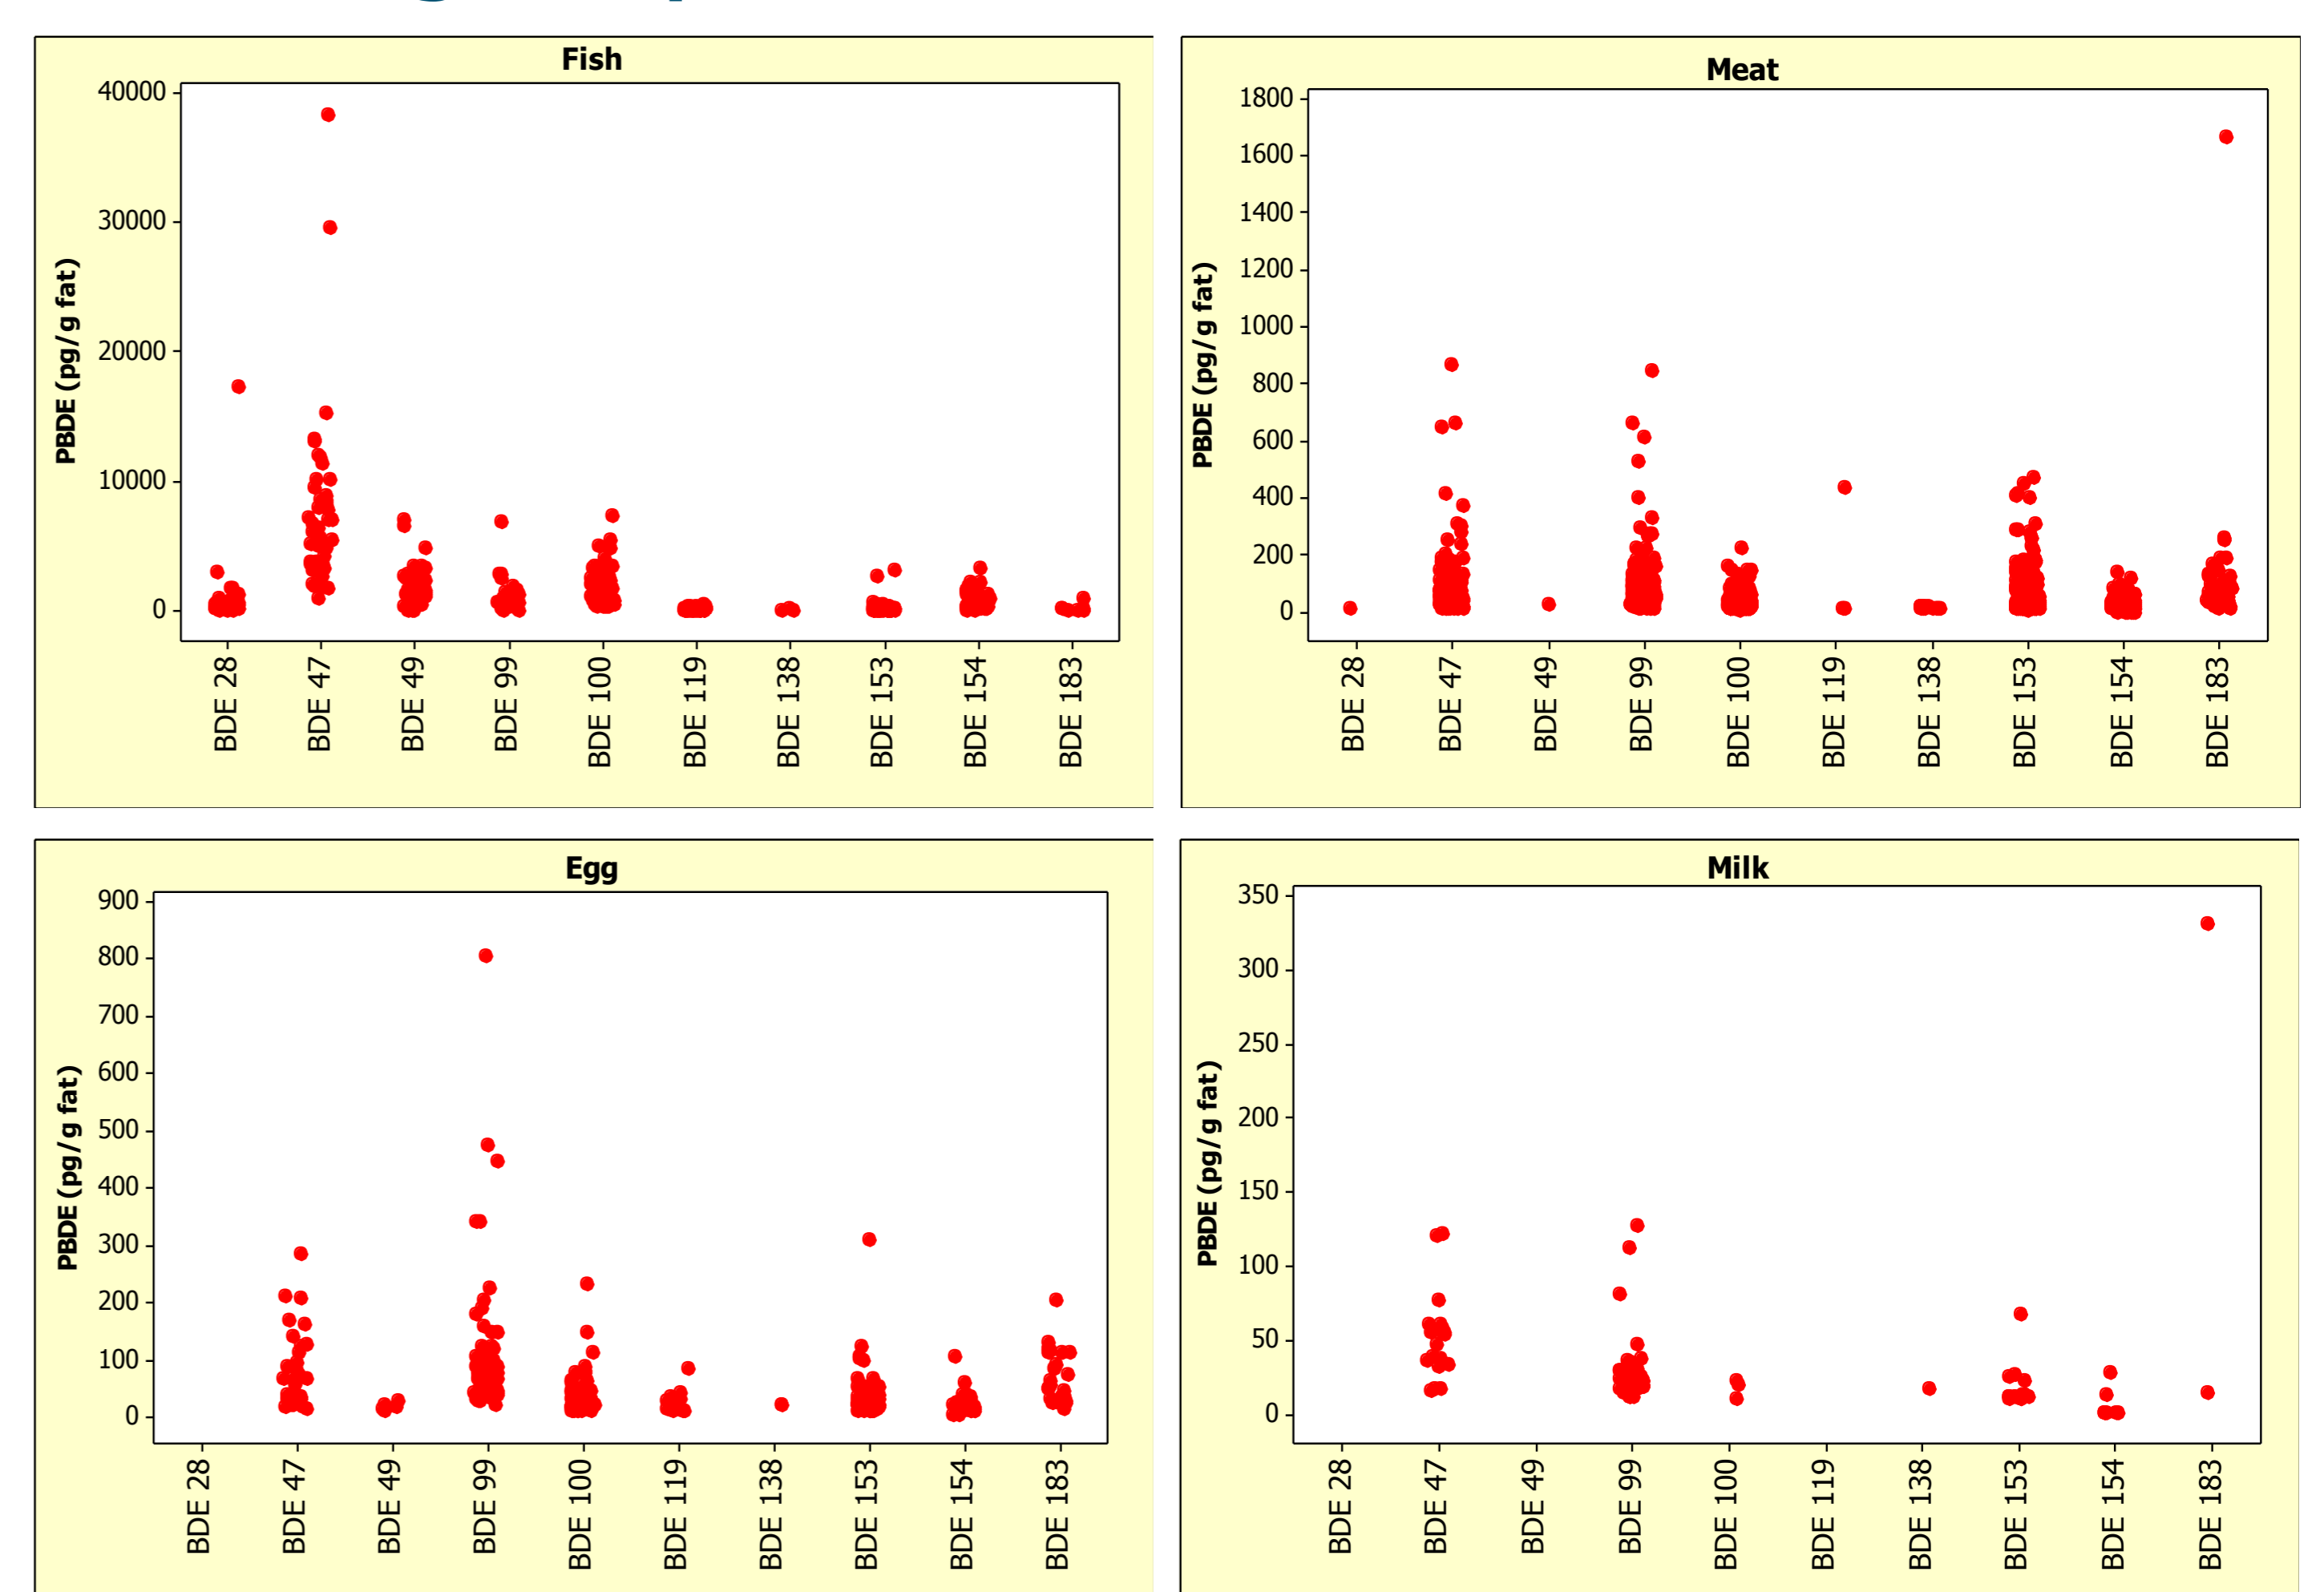 Fish
40000
30000
20000
10000
0
PBDE (pg/g fat)
BDE 28
BDE 47
BDE 49
BDE 99
BDE 100
BDE 119
BDE 138
BDE 153
BDE 154
BDE 183
Meat
1800
1600
1400
1200
1000
800
600
400
200
0
PBDE (pg/g fat)
BDE 28
BDE 47
BDE 49
BDE 99
BDE 100
BDE 119
BDE 138
BDE 153
BDE 154
BDE 183
Egg
900
800
700
600
500
400
300
200
100
0
PBDE (pg/g fat)
BDE 28
BDE 47
BDE 49
BDE 99
BDE 100
BDE 119
BDE 138
BDE 153
BDE 154
BDE 183
Milk
350
300
250
200
150
100
50
0
PBDE (pg/g fat)
BDE 28
BDE 47
BDE 49
BDE 99
BDE 100
BDE 119
BDE 138
BDE 153
BDE 154
BDE 183